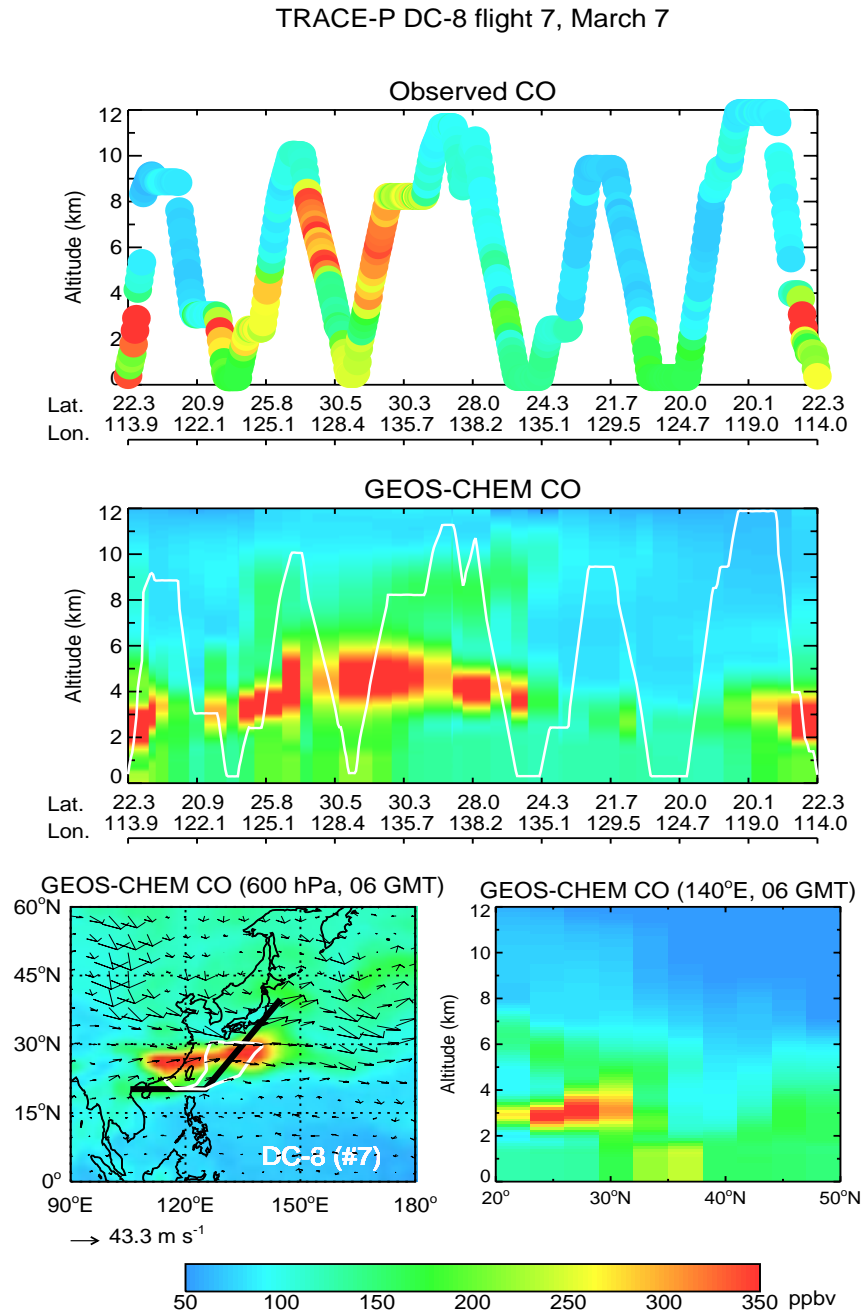 TRACE-P DC-8 flight 7, March 7
Observed CO
12
10
8
6
4
2
0
Altitude (km)
Lat. 22.3 20.9 25.8 30.5 30.3 28.0 24.3 21.7 20.0 20.1 22.3
Lon. 113.9 122.1 125.1 128.4 135.7 138.2 135.1 129.5 124.7 119.0 114.0
GEOS-CHEM CO
12
10
8
6
4
2
0
Altitude (km)
Lat. 22.3 20.9 25.8 30.5 30.3 28.0 24.3 21.7 20.0 20.1 22.3
Lon. 113.9 122.1 125.1 128.4 135.7 138.2 135.1 129.5 124.7 119.0 114.0
GEOS-CHEM CO (600 hPa, 06 GMT)
60°N
45°N
30°N
15°N
0°
DC-8 (#7)
90°E 120°E 150°E 180°
43.3 m s-1
GEOS-CHEM CO (140°E, 06 GMT)
12
10
8
6
4
2
0
Altitude (km)
20° 30°N 40°N 50°N
50 100 150 200 250 300 350 ppbv